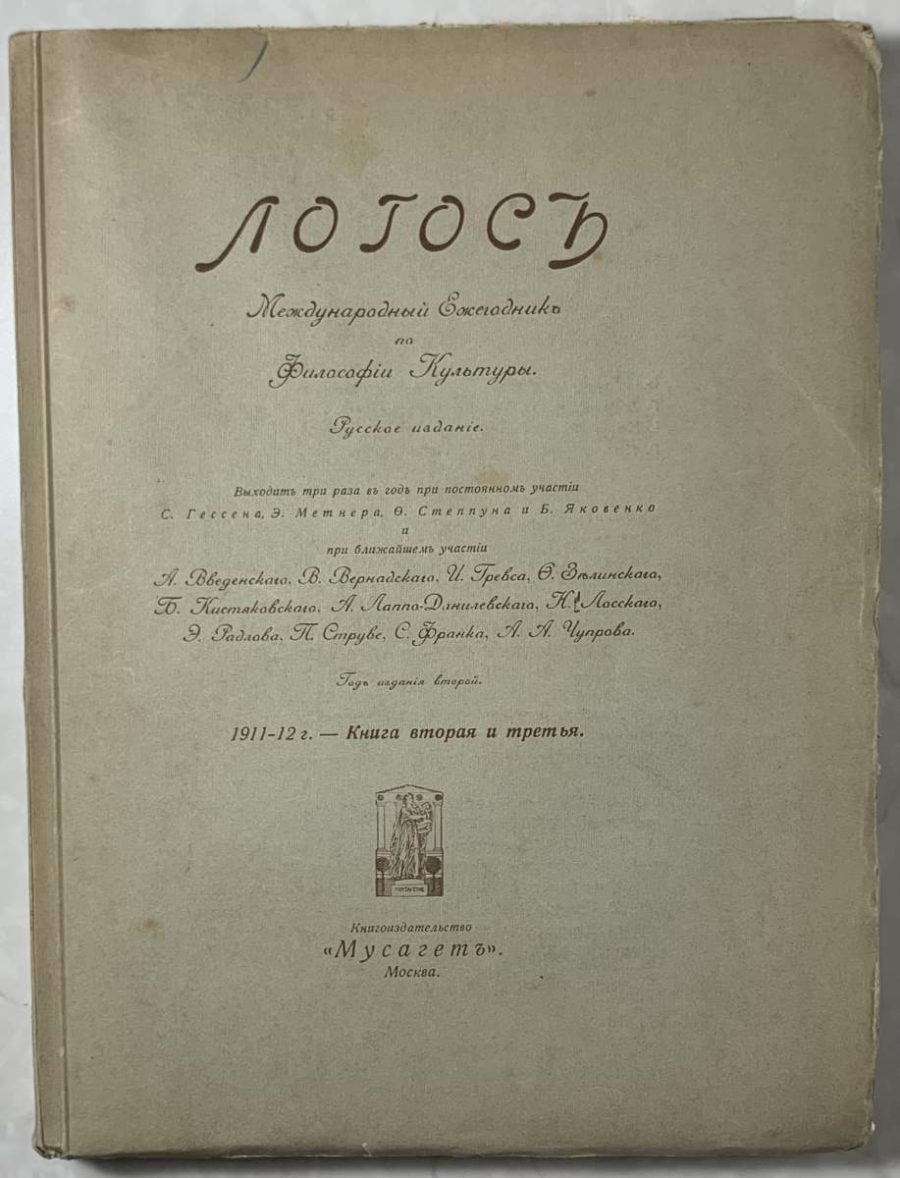 ЛОГОСЪ
Международный Ежегодникъ
по
Философіи Культуры.
Русское изданіе.
Выходитъ три раза въ годъ при постоянномъ участіи
С. Гессена, Э. Метнера, Ѳ. Степпуна и Б. Яковенко
и
при ближайшемъ участіи
А. Введенскаго, В. Вернадскаго, И. Гревса, Ѳ. Зѣлинскаго,
Б. Кистяковскаго, А. Лаппо-Данилевскаго, Н. Лосскаго,
Э. Радлова, П. Струве, С. Франка, А. А. Чупрова.
Годъ изданія второй.
1911-12 г. — Книга вторая и третья.
Книгоиздательство
«Мусагетъ».
Москва.